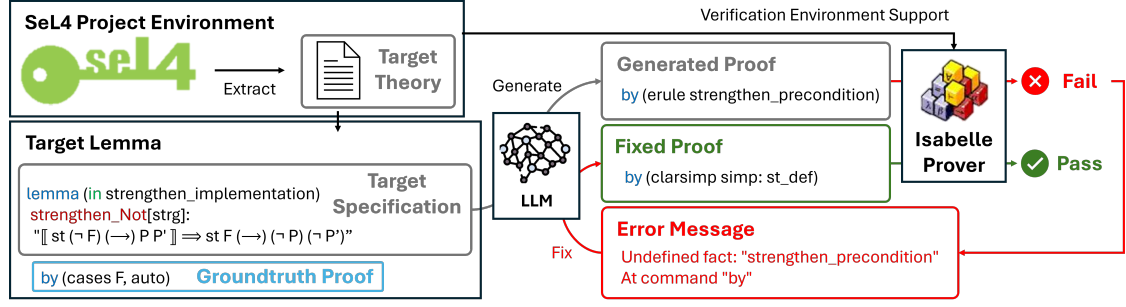 SeL4 Project Environment
seL4
Extract
Target
Theory
Verification Environment Support
Target Lemma
lemma (in strengthen_implementation)
strengthen_Not[strg]:
"⟦ st (¬ F) (⟶) P P' ⟧ ⟹ st F (⟶) (¬ P) (¬ P')”
Target
Specification
by (cases F, auto)
Groundtruth Proof
Generate
LLM
Fix
Generated Proof
by (erule strengthen_precondition)
Fixed Proof
by (clarsimp simp: st_def)
Error Message
Undefined fact: "strengthen_precondition"
At command "by"
Isabelle
Prover
Fail
Pass